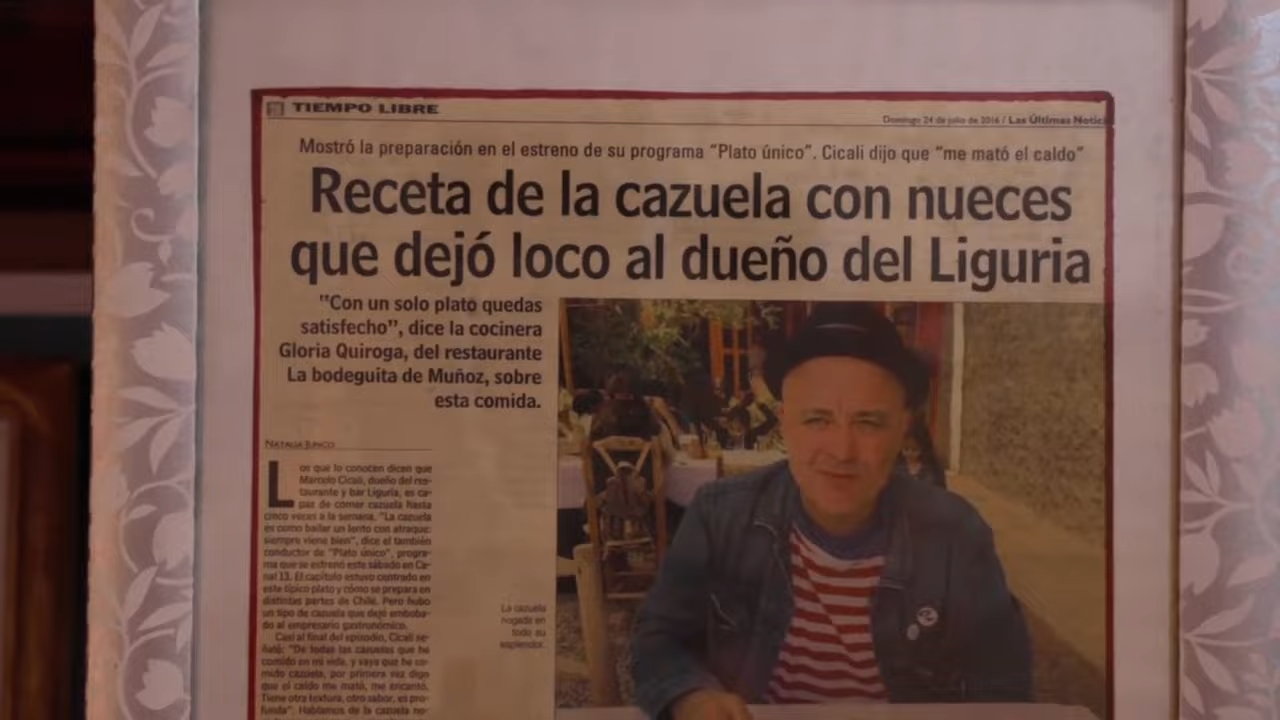 TIEMPO LIBRE
Domingo 24 de julio de 2016 / Las Últimas Notici
Mostró la preparación en el estreno de su programa “Plato único”. Cicali dijo que “me mató el caldo”
Receta de la cazuela con nueces
que dejó loco al dueño del Liguria
"Con un solo plato quedas
satisfecho", dice la cocinera
Gloria Quiroga, del restaurante
La bodeguita de Muñoz, sobre
esta comida.
NATALIA JUNCO
Los que lo conocen dicen que
Marcelo Cicali, dueño del res-
taurante y bar Liguria, es ca-
paz de comer cazuela hasta
cinco veces a la semana. "La cazuela
es como bailar un lento con atraque:
siempre viene bien", dice el también
conductor de "Plato único", progra-
ma que se estrenó este sábado en Ca-
nal 13. El capítulo estuvo centrado en
este típico plato y cómo se prepara en
distintas partes de Chile. Pero hubo
un tipo de cazuela que dejó emboba-
do al empresario gastronómico.
Casi al final del episodio, Cicali se-
ñaló: "De todas las cazuelas que he
comido en mi vida, y vaya que he co-
mido cazuela, por primera vez digo
que el caldo me mató, me encantó.
Tiene otra textura, otro sabor, es pro-
funda". Hablamos de la cazuela no-
La cazuela
nogada en
todo su
esplendor.